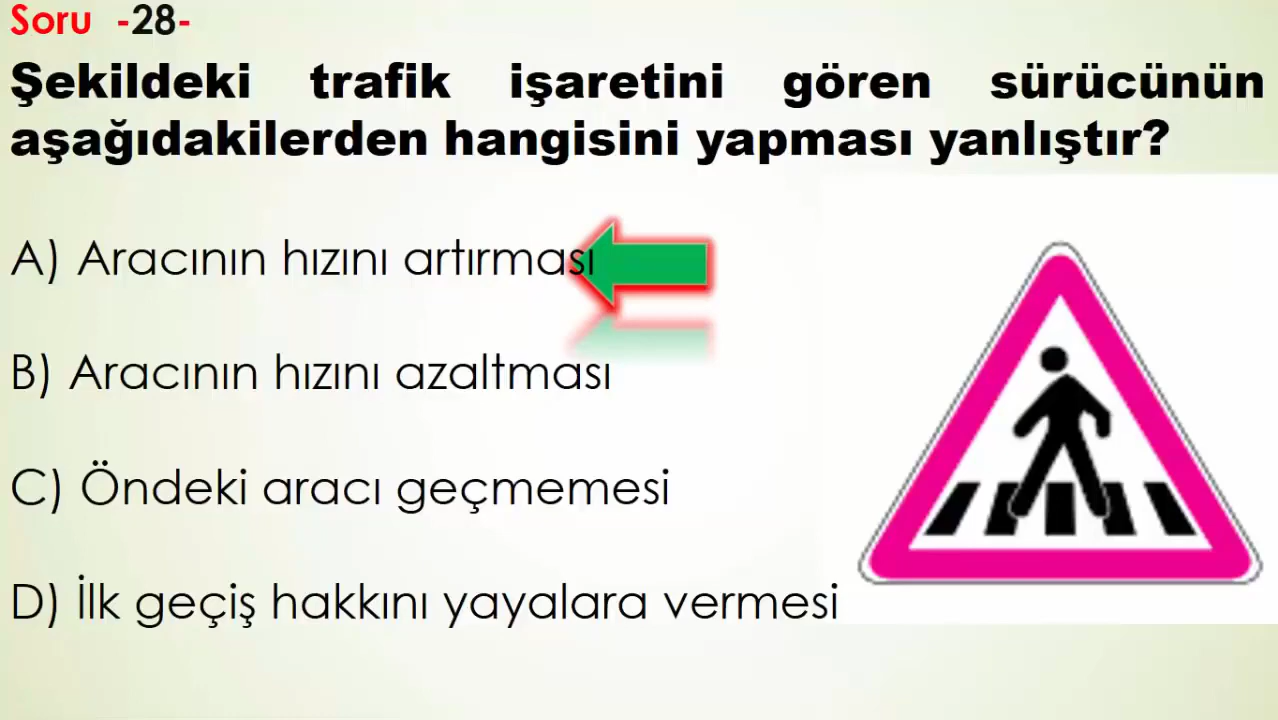 Soru -28-
Şekildeki trafik işaretini gören sürücünün
aşağıdakilerden hangisini yapması yanlıştır?
A) Aracının hızını artırması
B) Aracının hızını azaltması
C) Öndeki aracı geçmemesi
D) İlk geçiş hakkını yayalara vermesi